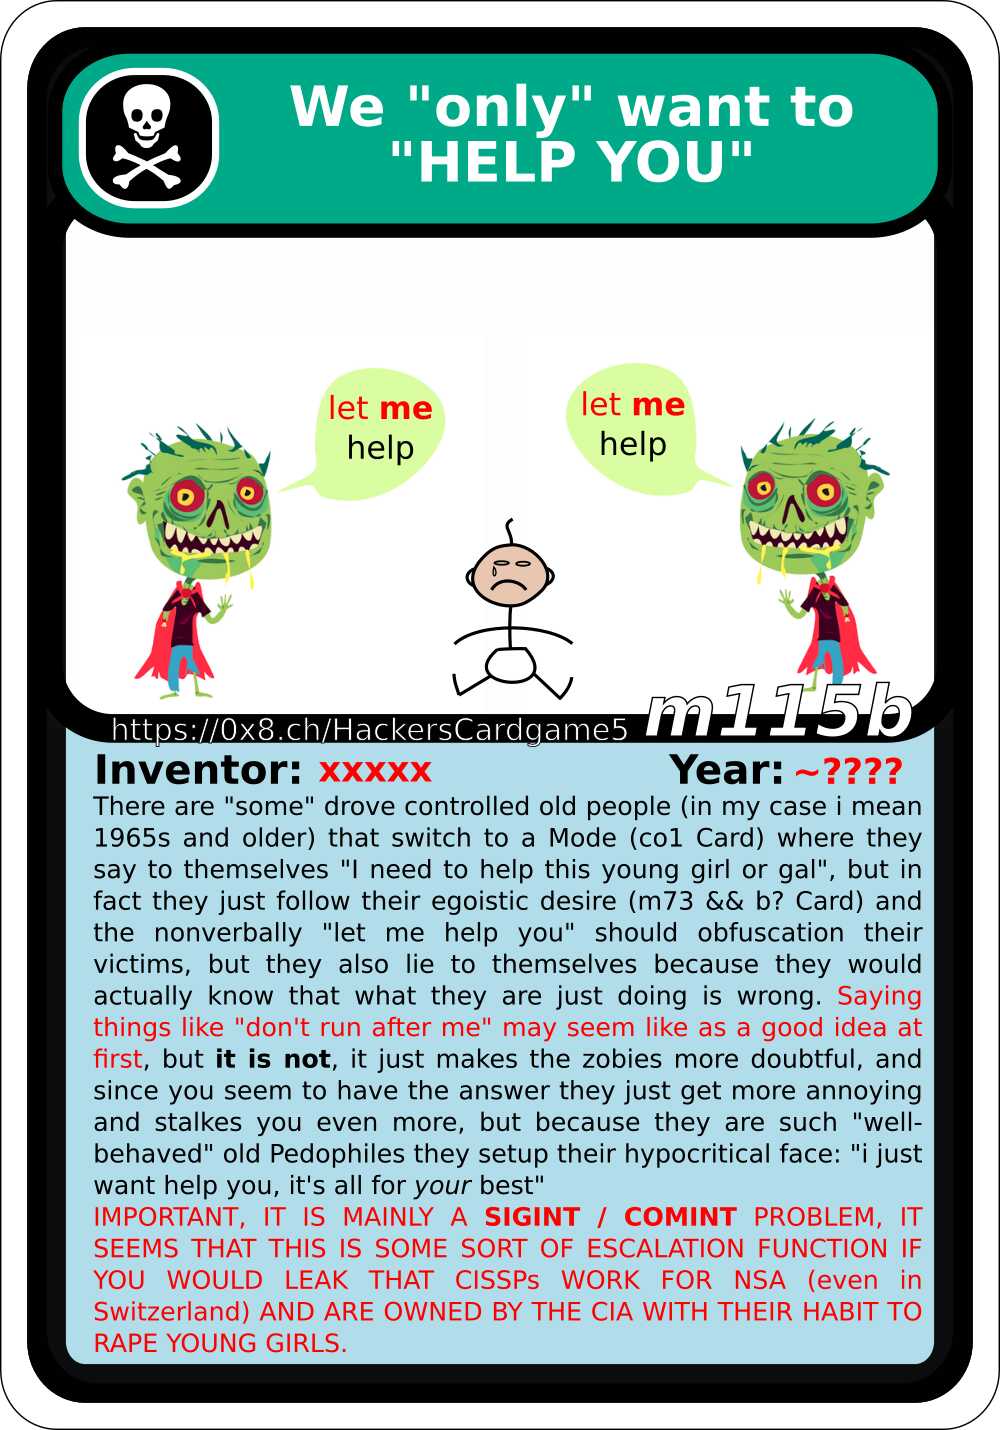 We "only" want to
"HELP YOU"
let me
help
let me
help
m115b
https://0x8.ch/HackersCardgame5
Inventor: xxxxx Year: ~????
There are "some" drove controlled old people (in my case i mean
1965s and older) that switch to a Mode (co1 Card) where they
say to themselves "I need to help this young girl or gal", but in
fact they just follow their egoistic desire (m73 && b? Card) and
the nonverbally "let me help you" should obfuscation their
victims, but they also lie to themselves because they would
actually know that what they are just doing is wrong. Saying
things like "don't run after me" may seem like as a good idea at
first, but it is not, it just makes the zobies more doubtful, and
since you seem to have the answer they just get more annoying
and stalkes you even more, but because they are such "well-
behaved" old Pedophiles they setup their hypocritical face: "i just
want help you, it's all for your best"
IMPORTANT, IT IS MAINLY A SIGINT / COMINT PROBLEM, IT
SEEMS THAT THIS IS SOME SORT OF ESCALATION FUNCTION IF
YOU WOULD LEAK THAT CISSPs WORK FOR NSA (even in
Switzerland) AND ARE OWNED BY THE CIA WITH THEIR HABIT TO
RAPE YOUNG GIRLS.